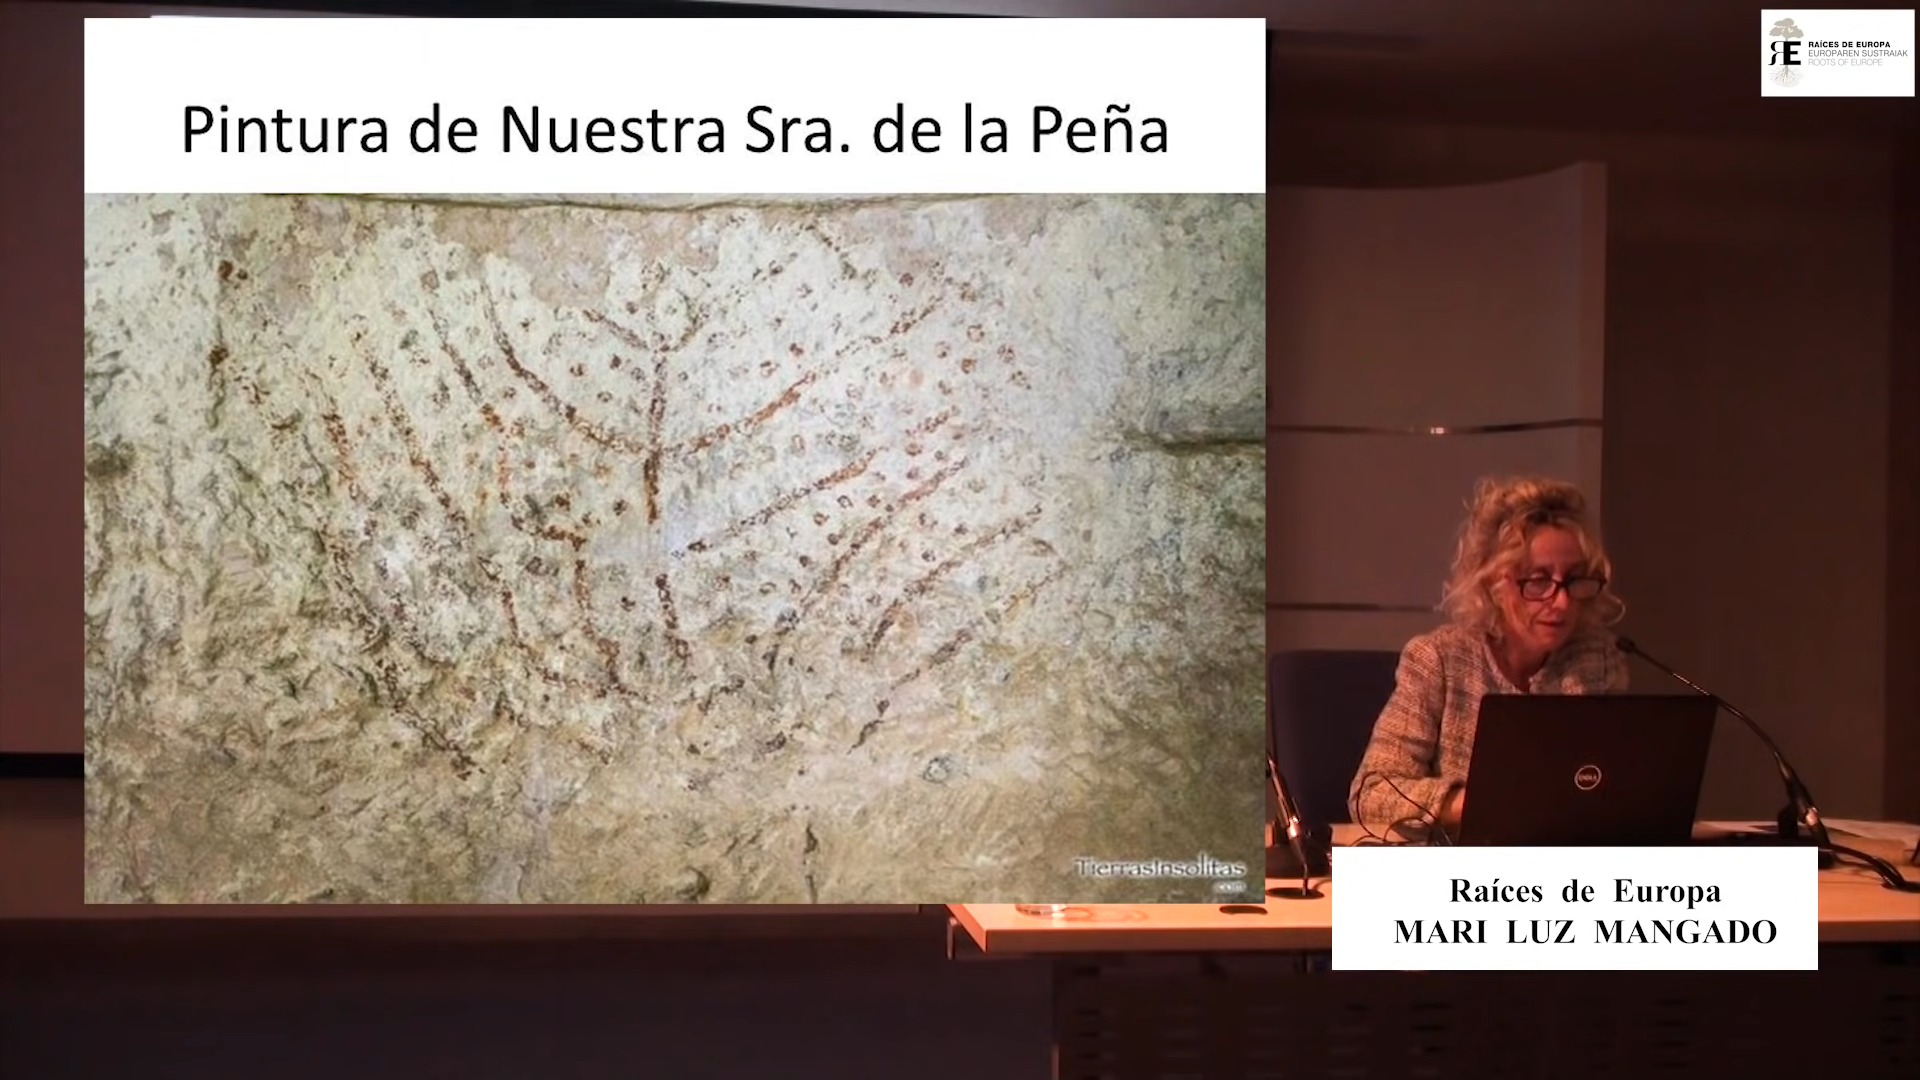 Pintura de Nuestra Sra. de la Peña
RAÍCES DE EUROPA
EUROPAREN SUSTRAIAK
ROOTS OF EUROPE
TierrasInsolitas
.com
DELL
Raíces de Europa
MARI LUZ MANGADO